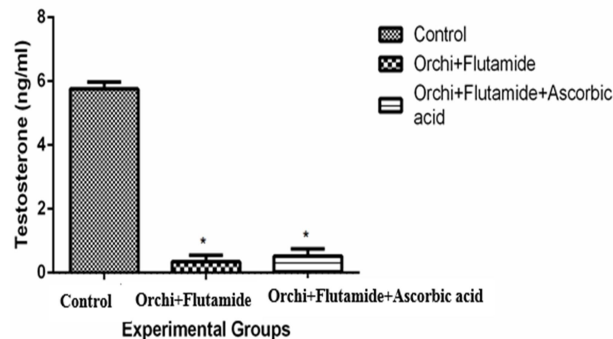 Control
Orchi+Flutamide
Orchi+Flutamide+Ascorbic
acid
Testosterone (ng/ml)
8
6
4
2
0
*
*
Control Orchi+Flutamide Orchi+Flutamide+Ascorbic acid
Experimental Groups